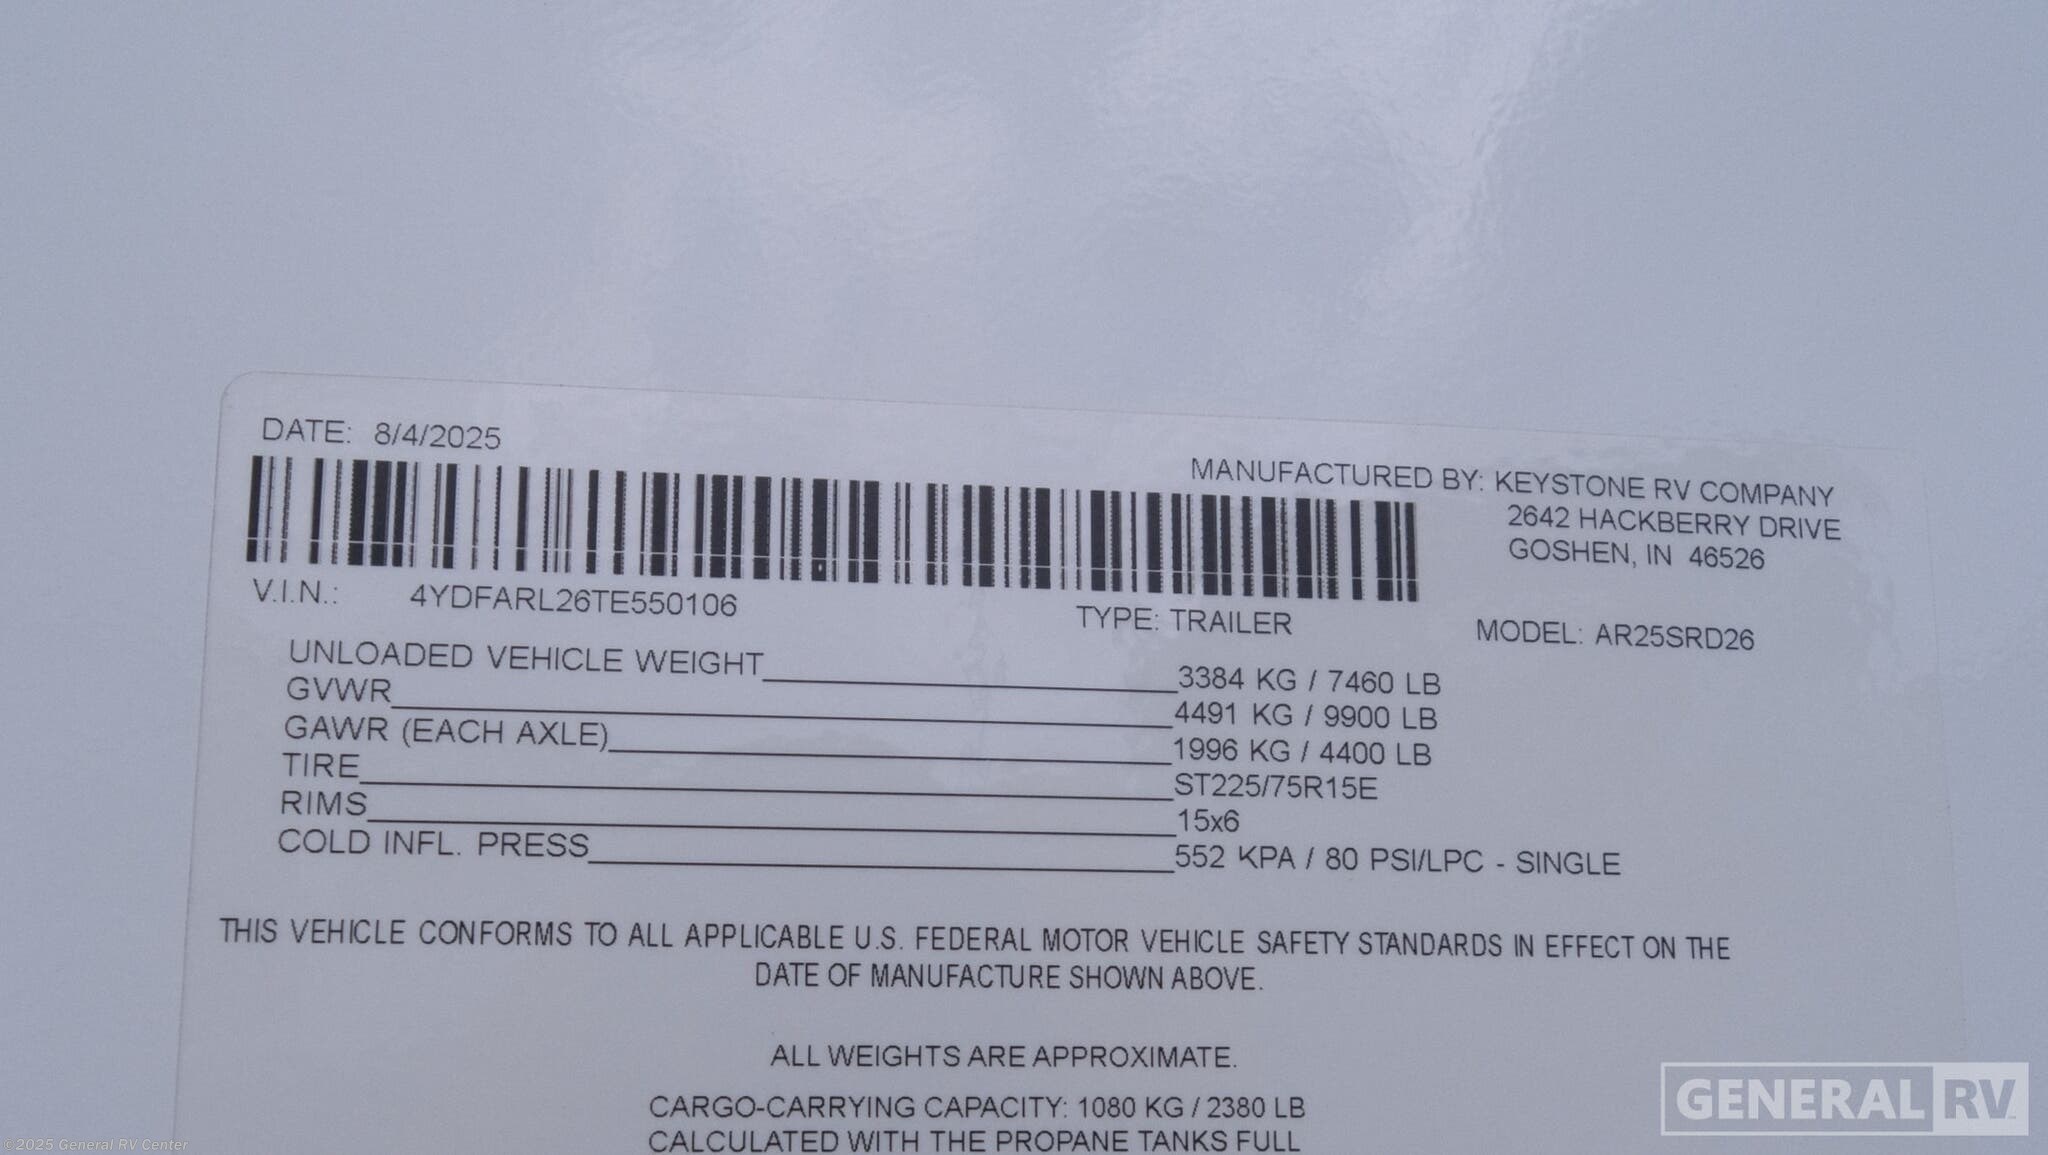 DATE: 8/4/2025
MANUFACTURED BY: KEYSTONE RV COMPANY
2642 HACKBERRY DRIVE
GOSHEN, IN 46526
V.I.N.: 4YDFARL26TE550106 TYPE: TRAILER MODEL: AR25SRD26
UNLOADED VEHICLE WEIGHT 3384 KG / 7460 LB
GVWR 4491 KG / 9900 LB
GAWR (EACH AXLE) 1996 KG / 4400 LB
TIRE ST225/75R15E
RIMS 15x6
COLD INFL. PRESS 552 KPA / 80 PSI/LPC - SINGLE
THIS VEHICLE CONFORMS TO ALL APPLICABLE U.S. FEDERAL MOTOR VEHICLE SAFETY STANDARDS IN EFFECT ON THE
DATE OF MANUFACTURE SHOWN ABOVE.
ALL WEIGHTS ARE APPROXIMATE.
CARGO-CARRYING CAPACITY: 1080 KG / 2380 LB
CALCULATED WITH THE PROPANE TANKS FULL
GENERAL RV
©2025 General RV Center